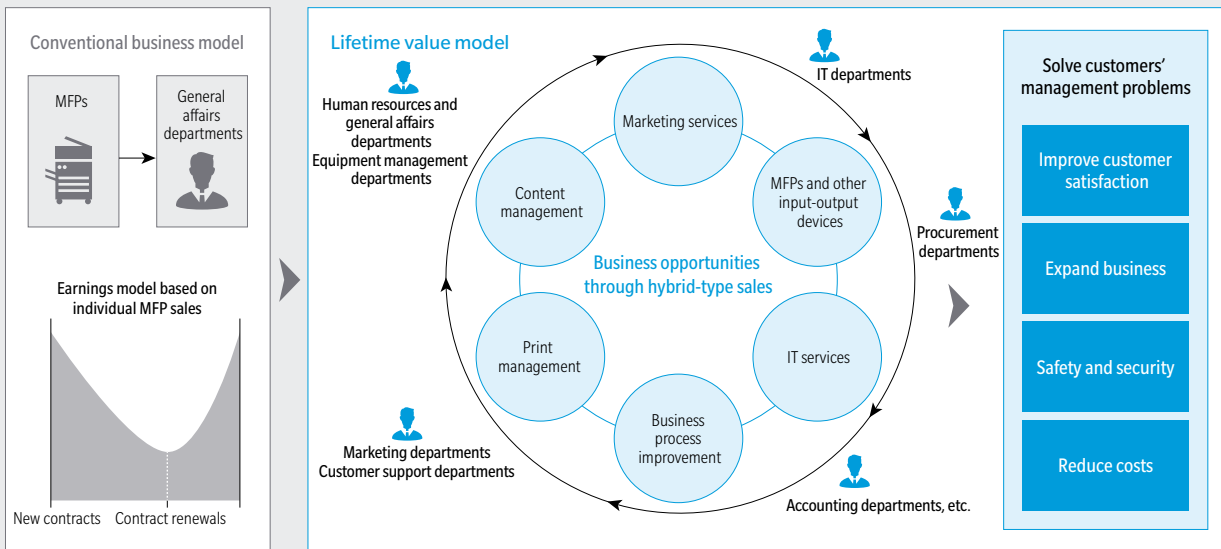 Conventional business model
MFPs
General
affairs
departments
Earnings model based on
individual MFP sales
New contracts
Contract renewals
Lifetime value model
Human resources and
general affairs
departments
Equipment management
departments
IT departments
Procurement
departments
Accounting departments, etc.
Marketing departments
Customer support departments
Marketing services
MFPs and other
input-output
devices
IT services
Business
process
improvement
Print
management
Content
management
Business opportunities
through hybrid-type sales
Solve customers’
management problems
Improve customer
satisfaction
Expand business
Safety and security
Reduce costs